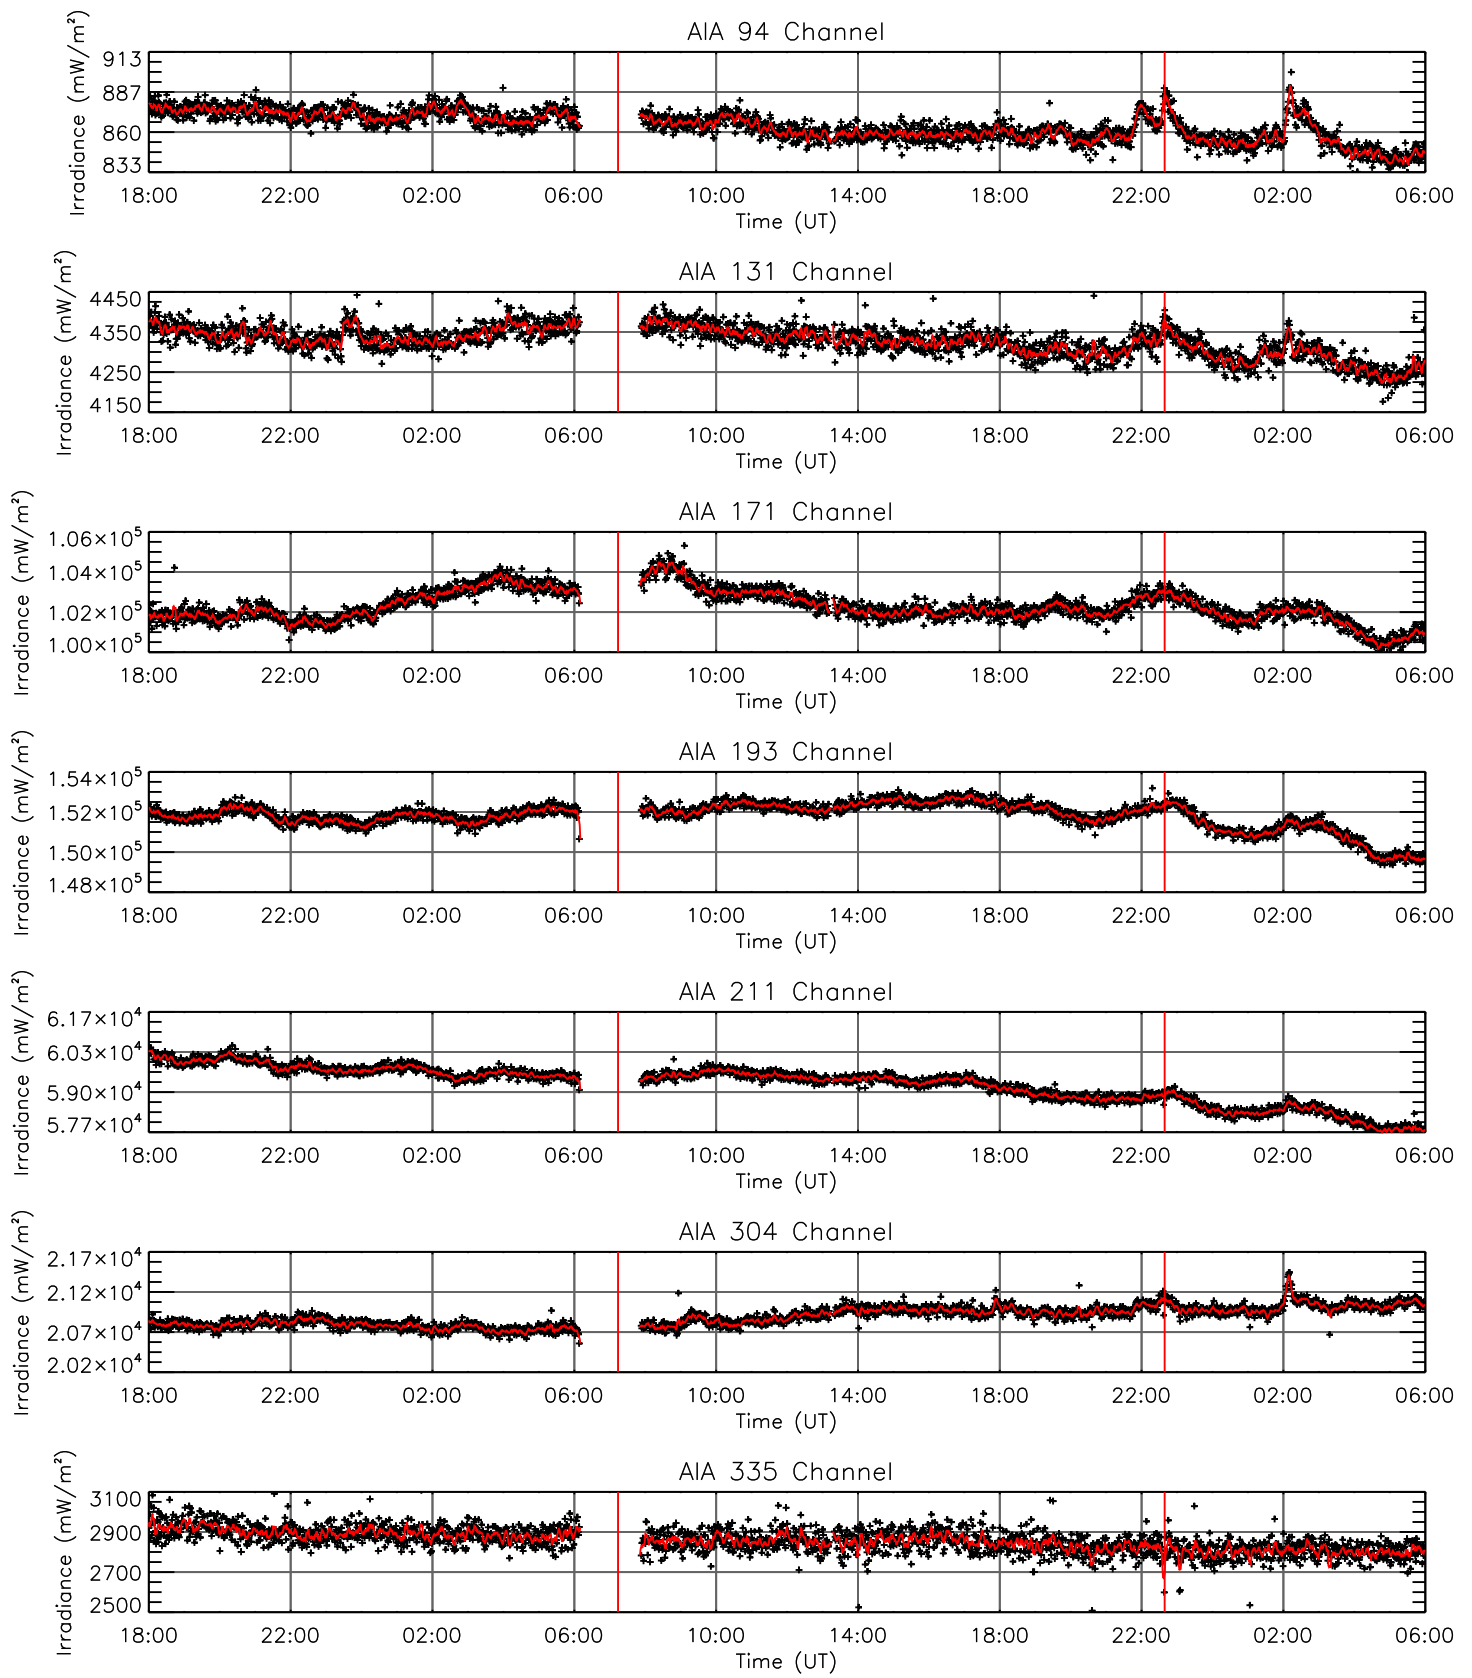 AIA 94 Channel
Irradiance (mW/m²)
913
887
860
833
18:00 22:00 02:00 06:00 10:00 14:00 18:00 22:00 02:00 06:00
Time (UT)
AIA 131 Channel
Irradiance (mW/m²)
4450
4350
4250
4150
18:00 22:00 02:00 06:00 10:00 14:00 18:00 22:00 02:00 06:00
Time (UT)
AIA 171 Channel
Irradiance (mW/m²)
1.06×10⁵
1.04×10⁵
1.02×10⁵
1.00×10⁵
18:00 22:00 02:00 06:00 10:00 14:00 18:00 22:00 02:00 06:00
Time (UT)
AIA 193 Channel
Irradiance (mW/m²)
1.54×10⁵
1.52×10⁵
1.50×10⁵
1.48×10⁵
18:00 22:00 02:00 06:00 10:00 14:00 18:00 22:00 02:00 06:00
Time (UT)
AIA 211 Channel
Irradiance (mW/m²)
6.17×10⁴
6.03×10⁴
5.90×10⁴
5.77×10⁴
18:00 22:00 02:00 06:00 10:00 14:00 18:00 22:00 02:00 06:00
Time (UT)
AIA 304 Channel
Irradiance (mW/m²)
2.17×10⁴
2.12×10⁴
2.07×10⁴
2.02×10⁴
18:00 22:00 02:00 06:00 10:00 14:00 18:00 22:00 02:00 06:00
Time (UT)
AIA 335 Channel
Irradiance (mW/m²)
3100
2900
2700
2500
18:00 22:00 02:00 06:00 10:00 14:00 18:00 22:00 02:00 06:00
Time (UT)